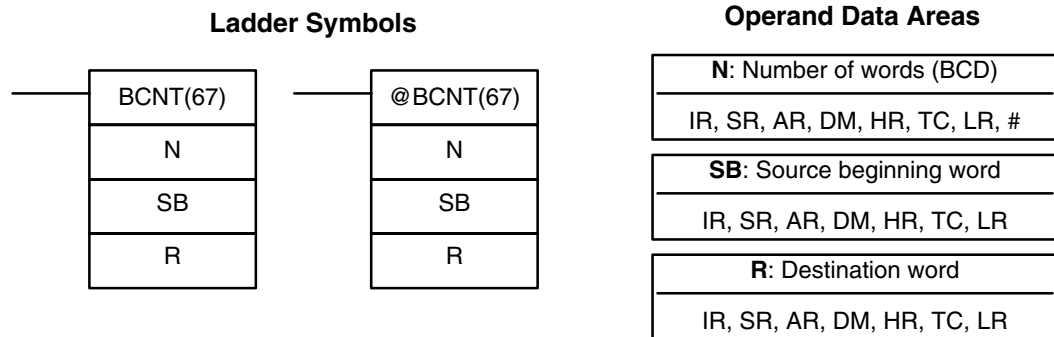 Ladder Symbols
BCNT(67)
N
SB
R
@BCNT(67)
N
SB
R
Operand Data Areas
N: Number of words (BCD)
IR, SR, AR, DM, HR, TC, LR, #
SB: Source beginning word
IR, SR, AR, DM, HR, TC, LR
R: Destination word
IR, SR, AR, DM, HR, TC, LR